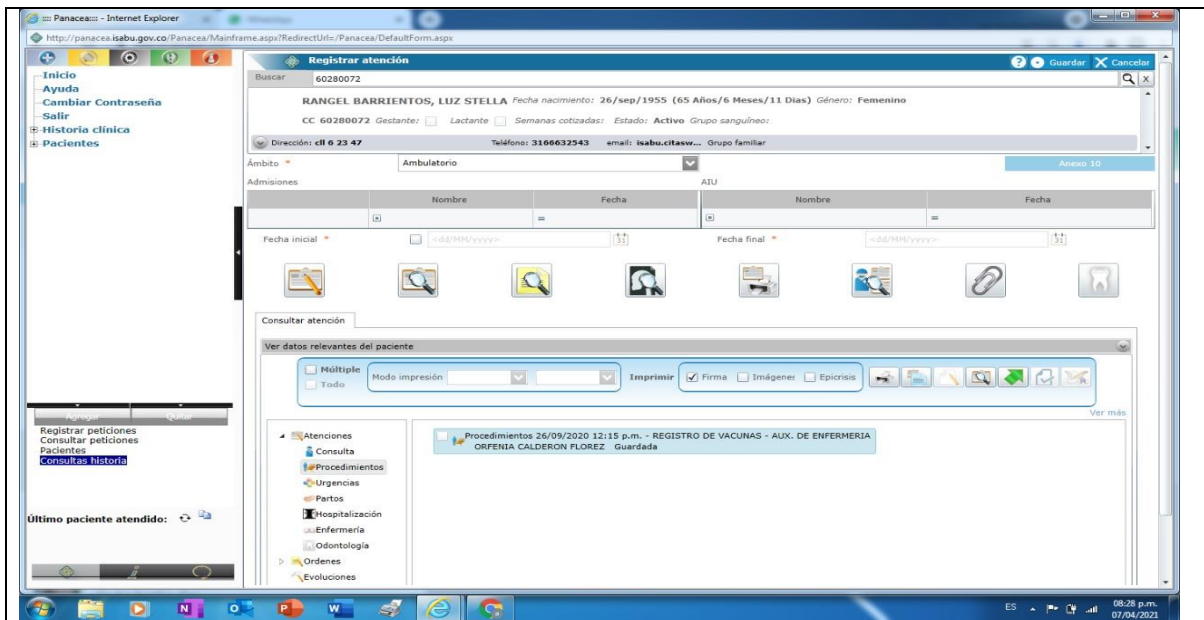 :::: Panacea:::: - Internet Explorer
http://panacea.isabu.gov.co/Panacea/Mainframe.aspx?RedirectUrl=/Panacea/DefaultForm.aspx
Inicio
Ayuda
Cambiar Contraseña
Salir
Historia clínica
Pacientes
Registrar atención
Guardar Cancelar
Buscar 60280072
RANGEL BARRIENTOS, LUZ STELLA Fecha nacimiento: 26/sep/1955 (65 Años/6 Meses/11 Dias) Género: Femenino
CC 60280072 Gestante: Lactante Semanas cotizadas: Estado: Activo Grupo sanguíneo:
Dirección: cll 6 23 47 Teléfono: 3166632543 email: isabu.citasw... Grupo familiar
Ámbito * Ambulatorio Anexo 10
Admisiones AIU
Nombre Fecha Nombre Fecha
= =
Fecha inicial * <dd/MM/yyyy> 31 Fecha final * <dd/MM/yyyy> 31
Consultar atención
Ver datos relevantes del paciente
Múltiple
Todo
Modo impresión Imprimir Firma Imágenes Epicrisis
Ver más
Atenciones
Consulta
Procedimientos
Urgencias
Partos
Hospitalización
Enfermería
Odontología
Ordenes
Evoluciones
Procedimientos 26/09/2020 12:15 p.m. - REGISTRO DE VACUNAS - AUX. DE ENFERMERIA
ORFENIA CALDERON FLOREZ Guardada
Agregar Quitar
Registrar peticiones
Consultar peticiones
Pacientes
Consultas historia
Último paciente atendido:
ES 08:28 p.m.
07/04/2021